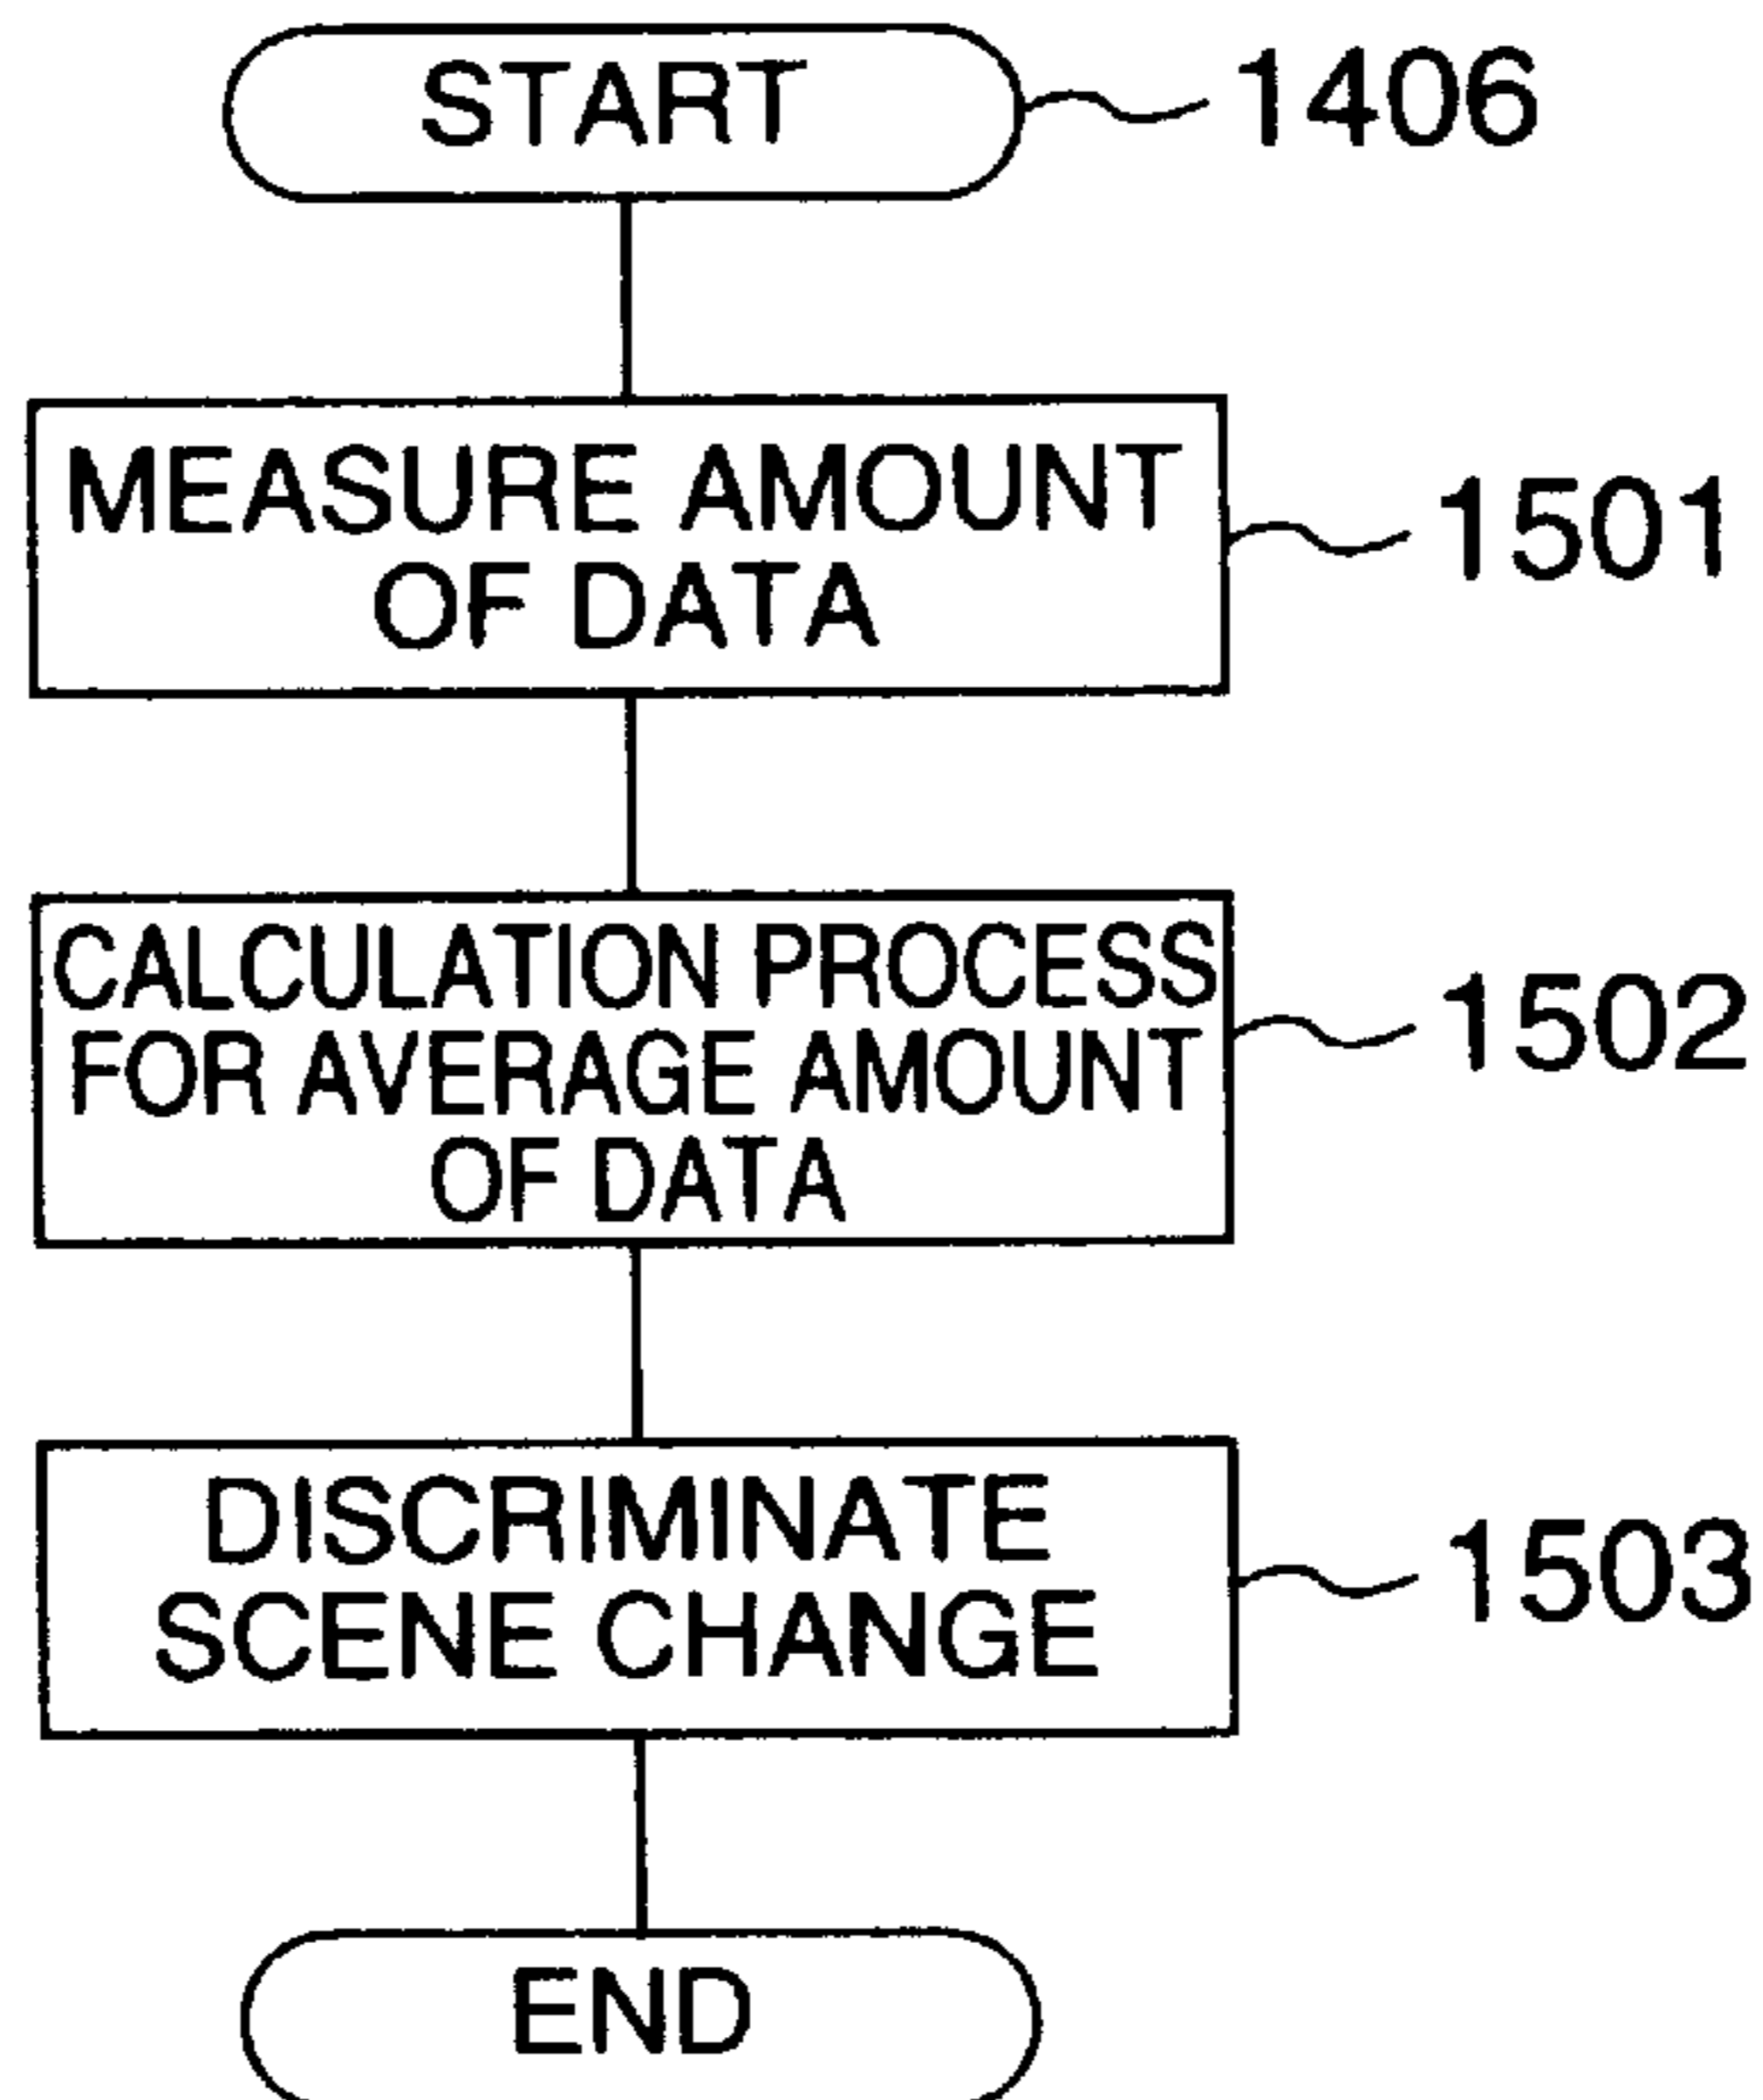 START
1406
MEASURE AMOUNT
OF DATA
1501
CALCULATION PROCESS
FOR AVERAGE AMOUNT
OF DATA
1502
DISCRIMINATE
SCENE CHANGE
1503
END